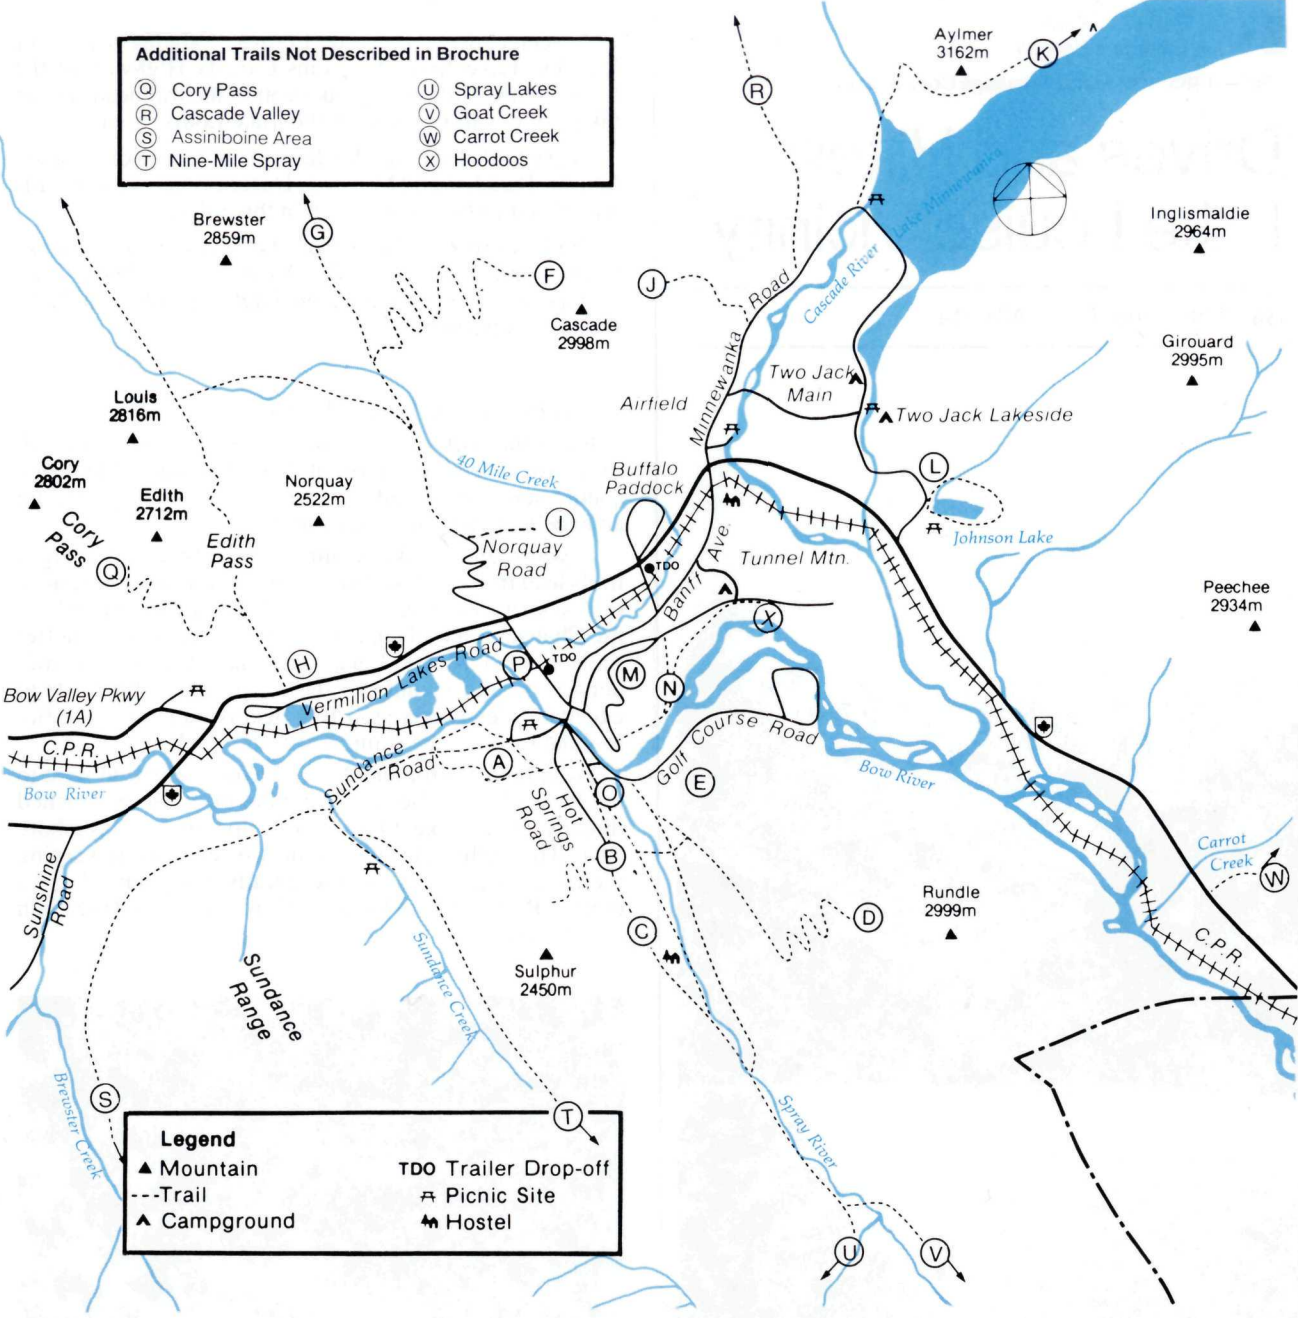 Additional Trails Not Described in Brochure
Q Cory Pass
R Cascade Valley
S Assiniboine Area
T Nine-Mile Spray
U Spray Lakes
V Goat Creek
W Carrot Creek
X Hoodoos
Aylmer
3162m
K
R
Brewster
2859m
G
F
J
Cascade
2998m
Minnewanka Road
Cascade River
Lake Minnewanka
Inglismaldie
2964m
Girouard
2995m
Louis
2816m
Airfield
Two Jack
Main
Two Jack Lakeside
Cory
2802m
Edith
2712m
Norquay
2522m
40 Mile Creek
Buffalo
Paddock
L
Cory
Pass
Q
Edith
Pass
I
Norquay
Road
TDO
Banff Ave.
Tunnel Mtn.
Johnson Lake
Peechee
2934m
X
H
Vermilion Lakes Road
P
TDO
M
N
Bow Valley Pkwy
(1A)
C.P.R.
Bow River
Sundance
Road
A
Golf Course Road
E
Bow River
O
Hot
Springs
Road
B
Sunshine
Road
Carrot
Creek
W
Rundle
2999m
D
C
C.P.R.
Sundance
Range
Sundance Creek
Sulphur
2450m
Brewster Creek
S
T
Spray River
U
V
Legend
Mountain
Trail
Campground
TDO Trailer Drop-off
Picnic Site
Hostel